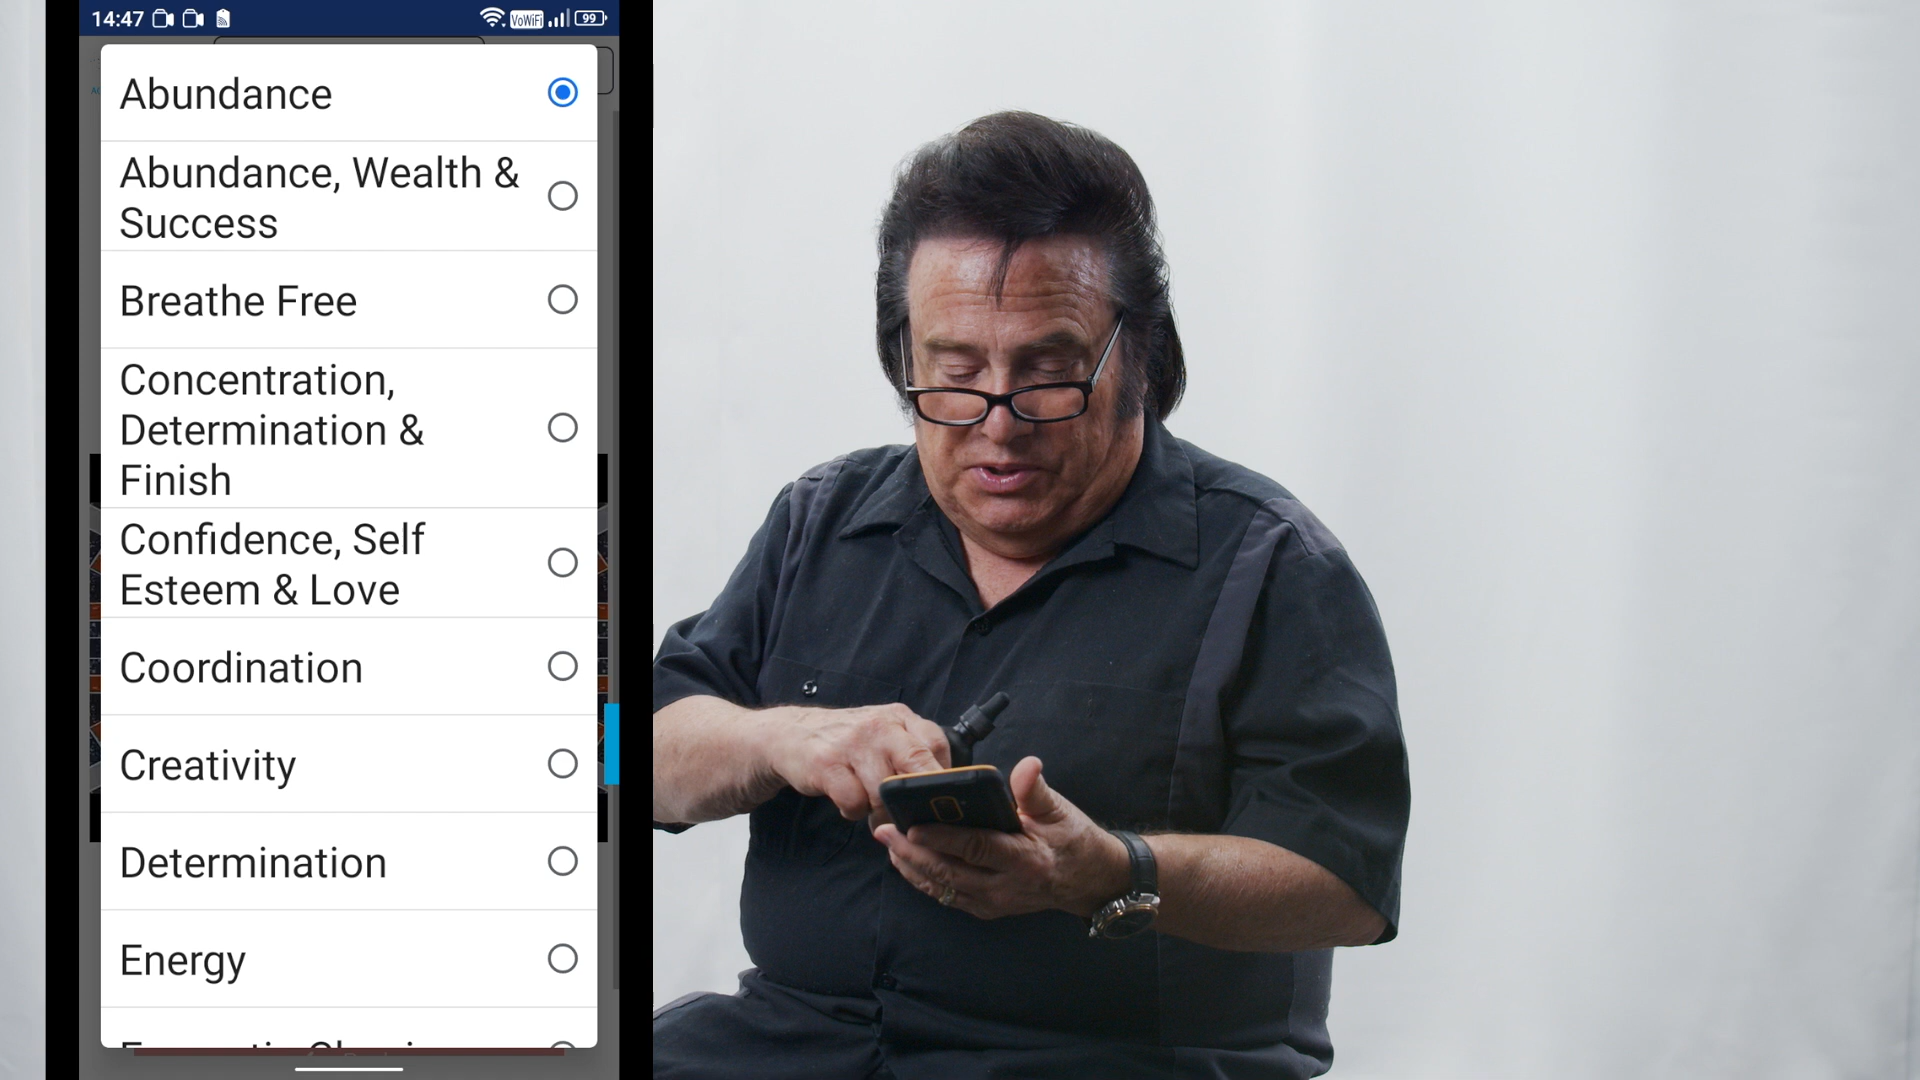 14:47 VoWiFi 99
Abundance
Abundance, Wealth &
Success
Breathe Free
Concentration,
Determination &
Finish
Confidence, Self
Esteem & Love
Coordination
Creativity
Determination
Energy